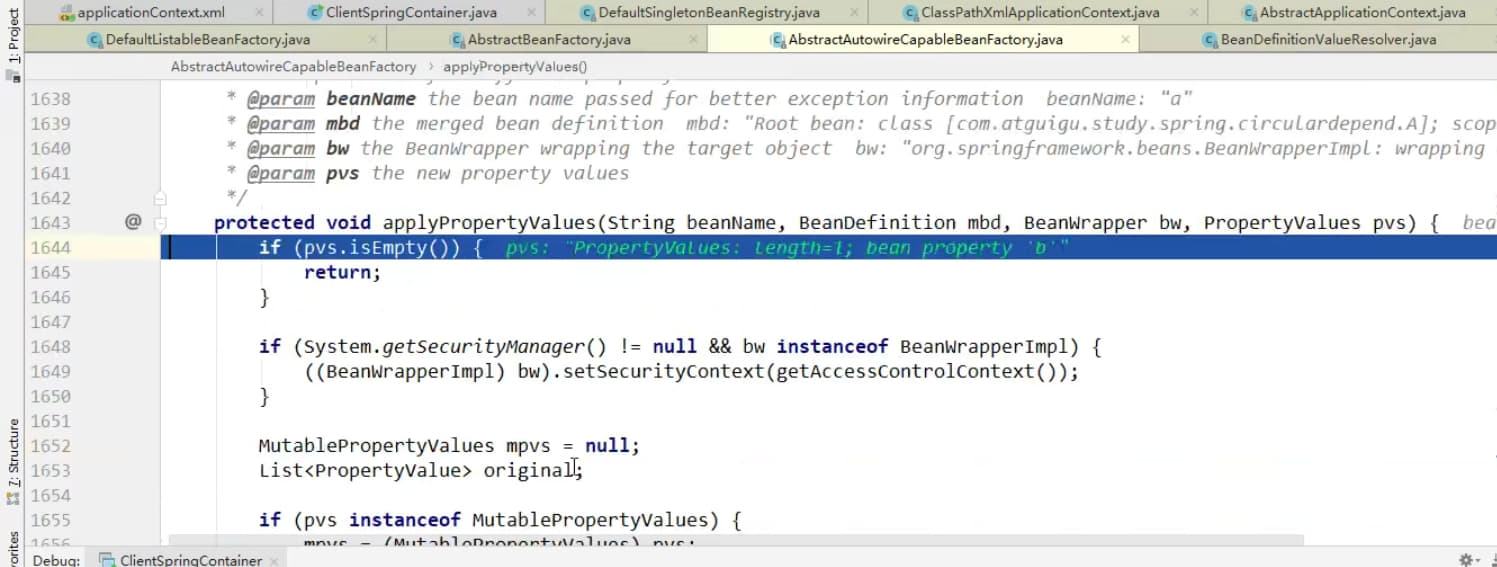 applicationContext.xml ClientSpringContainer.java DefaultSingletonBeanRegistry.java ClassPathXmlApplicationContext.java AbstractApplicationContext.java
DefaultListableBeanFactory.java AbstractBeanFactory.java AbstractAutowireCapableBeanFactory.java BeanDefinitionValueResolver.java
1: Project
AbstractAutowireCapableBeanFactory › applyPropertyValues()
1638 * @param beanName the bean name passed for better exception information beanName: "a"
1639 * @param mbd the merged bean definition mbd: "Root bean: class [com.atguigu.study.spring.circulardepend.A]; scop
1640 * @param bw the BeanWrapper wrapping the target object bw: "org.springframework.beans.BeanWrapperImpl: wrapping
1641 * @param pvs the new property values
1642 */
1643 @ protected void applyPropertyValues(String beanName, BeanDefinition mbd, BeanWrapper bw, PropertyValues pvs) { bea
1644 if (pvs.isEmpty()) { pvs: "PropertyValues: length=1; bean property 'b'"
1645 return;
1646 }
1647
1648 if (System.getSecurityManager() != null && bw instanceof BeanWrapperImpl) {
1649 ((BeanWrapperImpl) bw).setSecurityContext(getAccessControlContext());
1650 }
1651
1652 MutablePropertyValues mpvs = null;
1653 List<PropertyValue> original;
1654
1655 if (pvs instanceof MutablePropertyValues) {
1656 mpvs = (MutablePropertyValues) pvs;
7: Structure
vorites
Debug: ClientSpringContainer